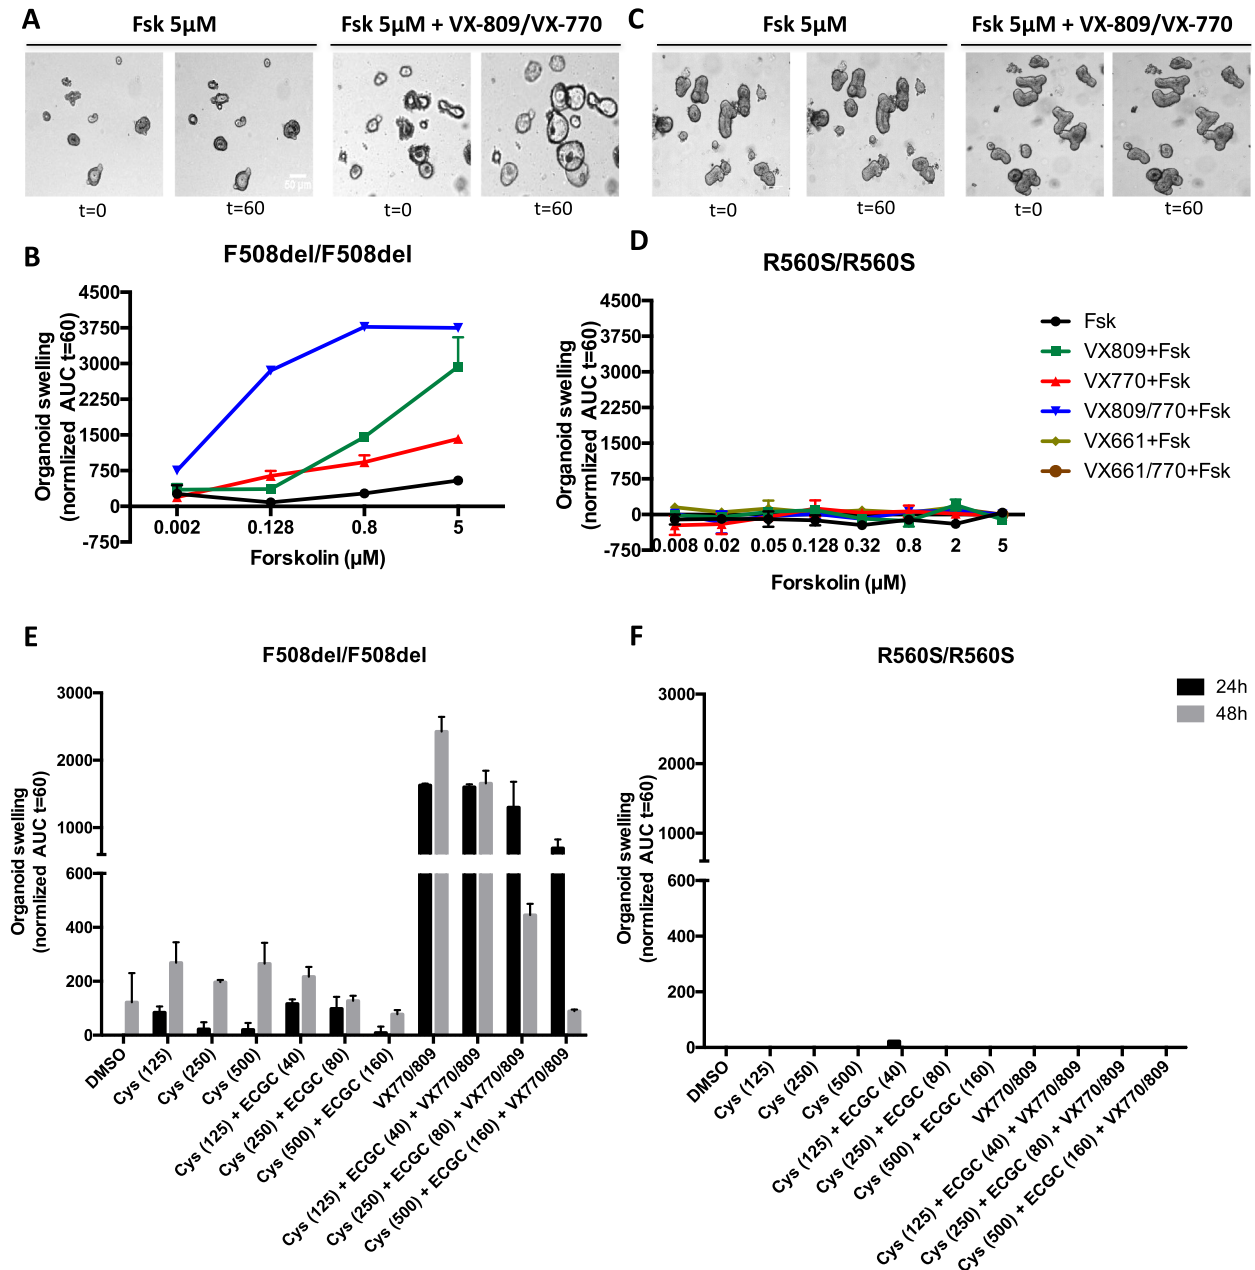 A
Fsk 5µM
Fsk 5µM + VX-809/VX-770
50 µm
t=0
t=60
t=0
t=60
C
Fsk 5µM
Fsk 5µM + VX-809/VX-770
t=0
t=60
t=0
t=60
B
F508del/F508del
Organoid swelling
(normlized AUC t=60)
4500
3750
3000
2250
1500
750
0
-750
0.002
0.128
0.8
5
Forskolin (µM)
D
R560S/R560S
Organoid swelling
(normlized AUC t=60)
4500
3750
3000
2250
1500
750
0
-750
0.008
0.02
0.05
0.128
0.32
0.8
2
5
Forskolin (µM)
Fsk
VX809+Fsk
VX770+Fsk
VX809/770+Fsk
VX661+Fsk
VX661/770+Fsk
E
F508del/F508del
Organoid swelling
(normlized AUC t=60)
3000
2000
1000
600
400
200
0
DMSO
Cys (125)
Cys (250)
Cys (500)
Cys (125) + ECGC (40)
Cys (250) + ECGC (80)
Cys (500) + ECGC (160)
VX770/809
Cys (125) + ECGC (40) + VX770/809
Cys (250) + ECGC (80) + VX770/809
Cys (500) + ECGC (160) + VX770/809
F
R560S/R560S
Organoid swelling
(normlized AUC t=60)
3000
2000
1000
600
400
200
0
DMSO
Cys (125)
Cys (250)
Cys (500)
Cys (125) + ECGC (40)
Cys (250) + ECGC (80)
Cys (500) + ECGC (160)
VX770/809
Cys (125) + ECGC (40) + VX770/809
Cys (250) + ECGC (80) + VX770/809
Cys (500) + ECGC (160) + VX770/809
24h
48h